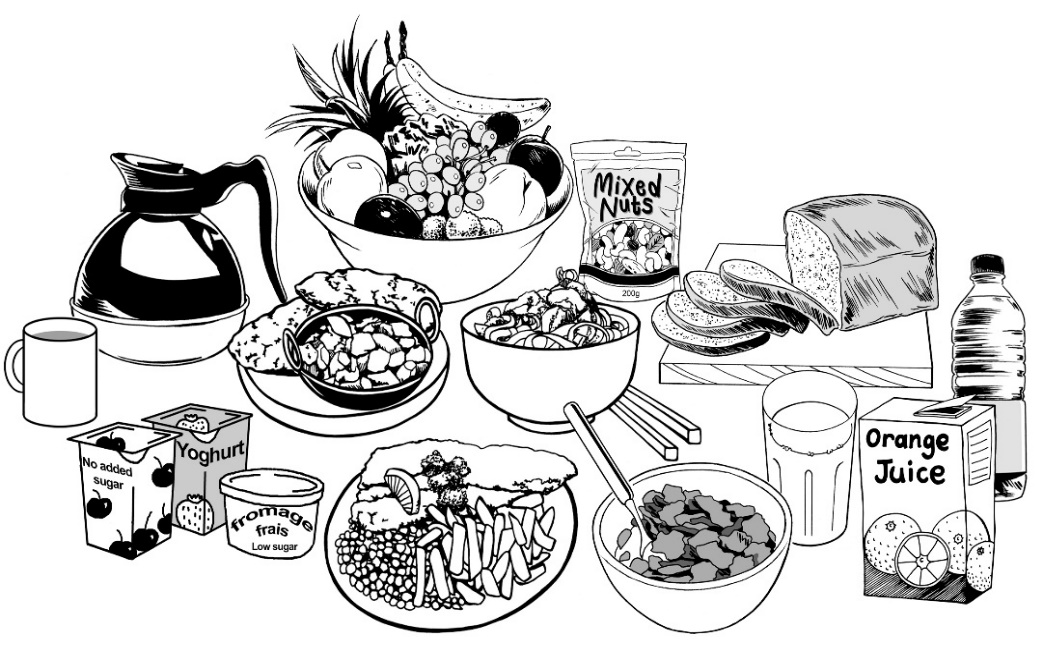 Mixed
Nuts
200g
Orange
Juice
Yoghurt
No added
sugar
fromage
frais
Low sugar